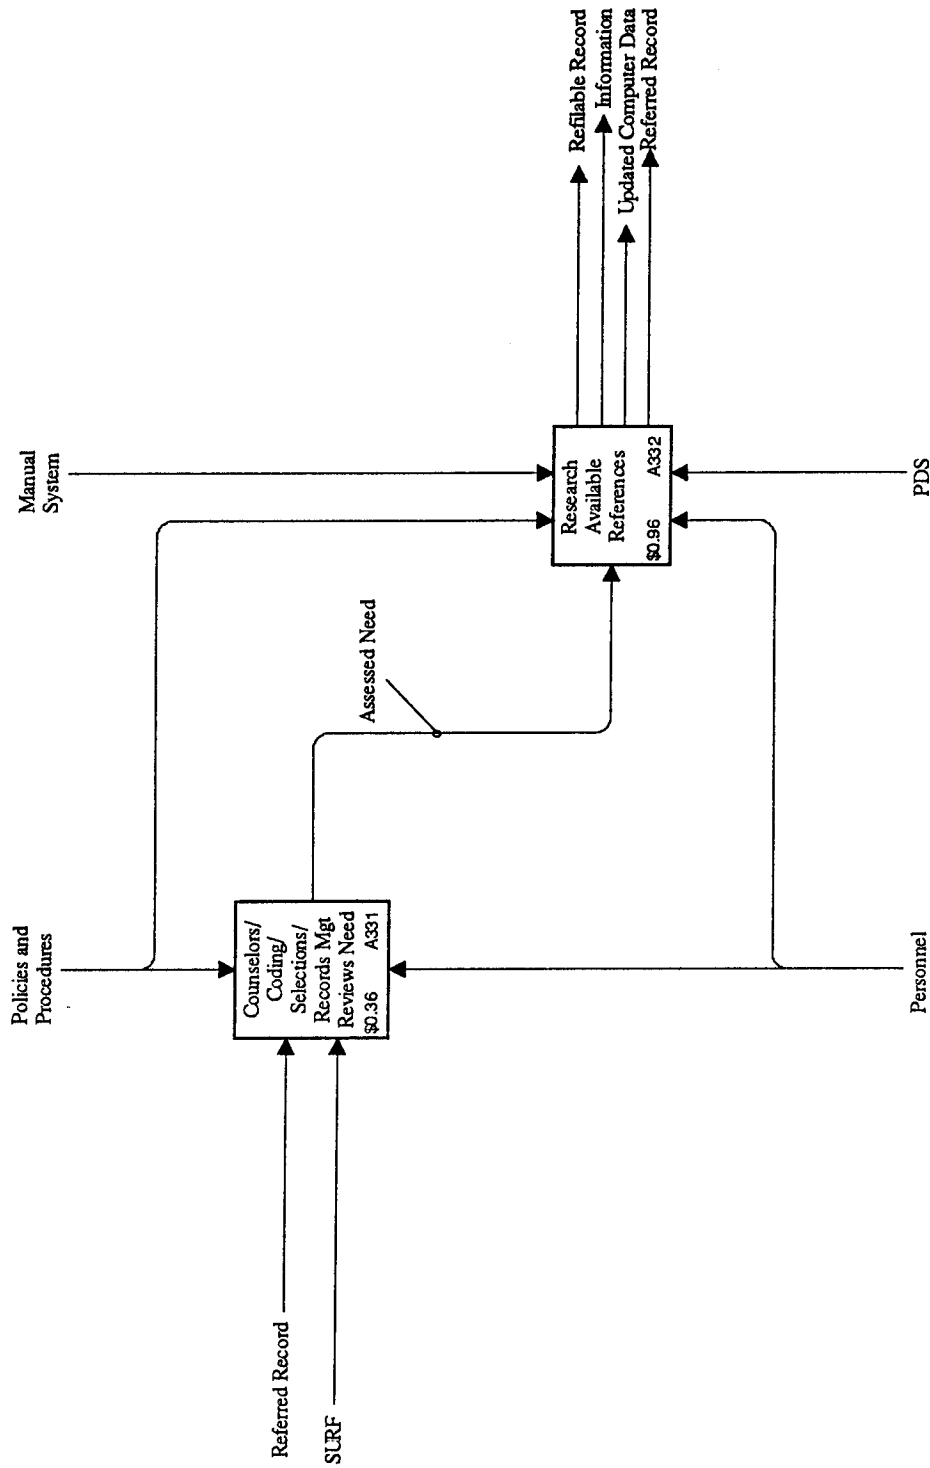 Policies and
Procedures
Manual
System
Referred Record
SURF
Counselors/
Coding/
Selections/
Records Mgt
Reviews Need
$0.36 A331
Assessed Need
Research
Available
References
$0.96 A332
Refilable Record
Information
Updated Computer Data
Referred Record
Personnel
PDS